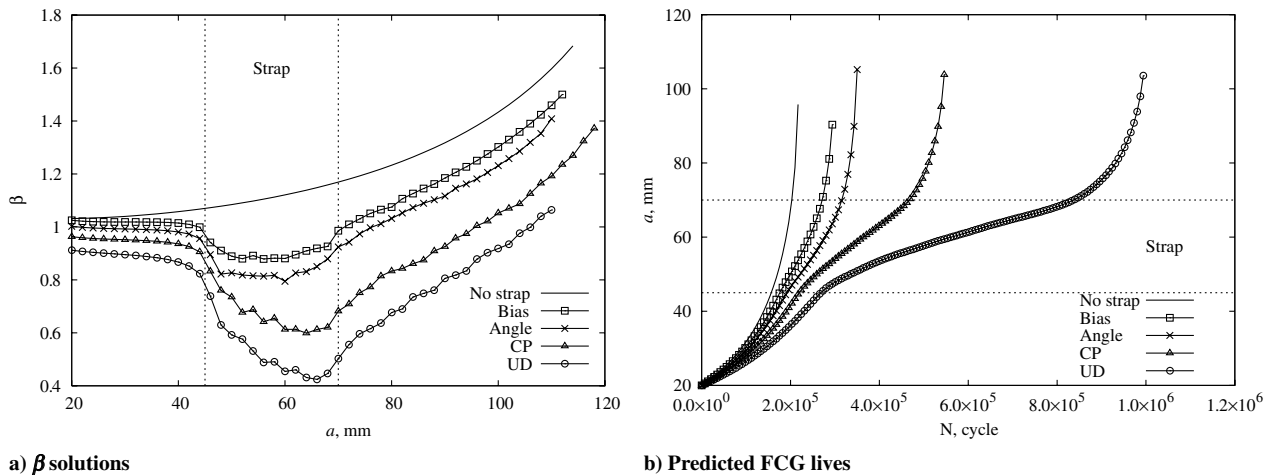 1.8
1.6
1.4
1.2
1
0.8
0.6
0.4
β
20
40
60
80
100
120
a, mm
Strap
No strap
Bias
Angle
CP
UD
a) β solutions
120
100
80
60
40
20
a, mm
0.0×10⁰
2.0×10⁵
4.0×10⁵
6.0×10⁵
8.0×10⁵
1.0×10⁶
1.2×10⁶
N, cycle
Strap
No strap
Bias
Angle
CP
UD
b) Predicted FCG lives